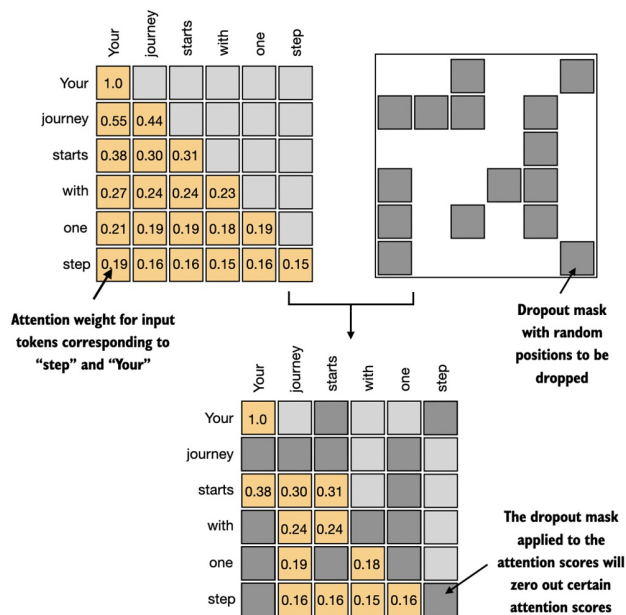 Your journey starts with one step
Your 1.0
journey 0.55 0.44
starts 0.38 0.30 0.31
with 0.27 0.24 0.24 0.23
one 0.21 0.19 0.19 0.18 0.19
step 0.19 0.16 0.16 0.15 0.16 0.15
Attention weight for input
tokens corresponding to
“step” and “Your”
Dropout mask
with random
positions to be
dropped
Your journey starts with one step
Your 1.0
journey
starts 0.38 0.30 0.31
with 0.24 0.24
one 0.19 0.18
step 0.16 0.16 0.15 0.16
The dropout mask
applied to the
attention scores will
zero out certain
attention scores